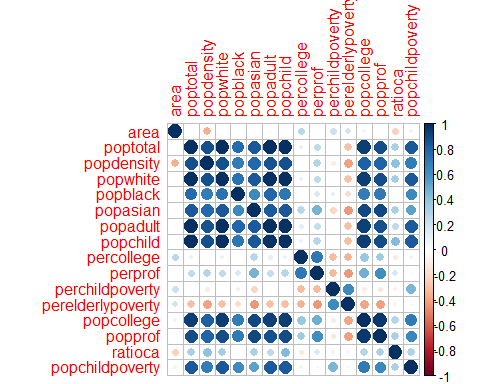 area
poptotal
popdensity
popwhite
popblack
popasian
popadult
popchild
percollege
perprof
perchildpoverty
perelderlypoverty
popcollege
popprof
ratioca
popchildpoverty
area
poptotal
popdensity
popwhite
popblack
popasian
popadult
popchild
percollege
perprof
perchildpoverty
perelderlypoverty
popcollege
popprof
ratioca
popchildpoverty
1
0.8
0.6
0.4
0.2
0
-0.2
-0.4
-0.6
-0.8
-1